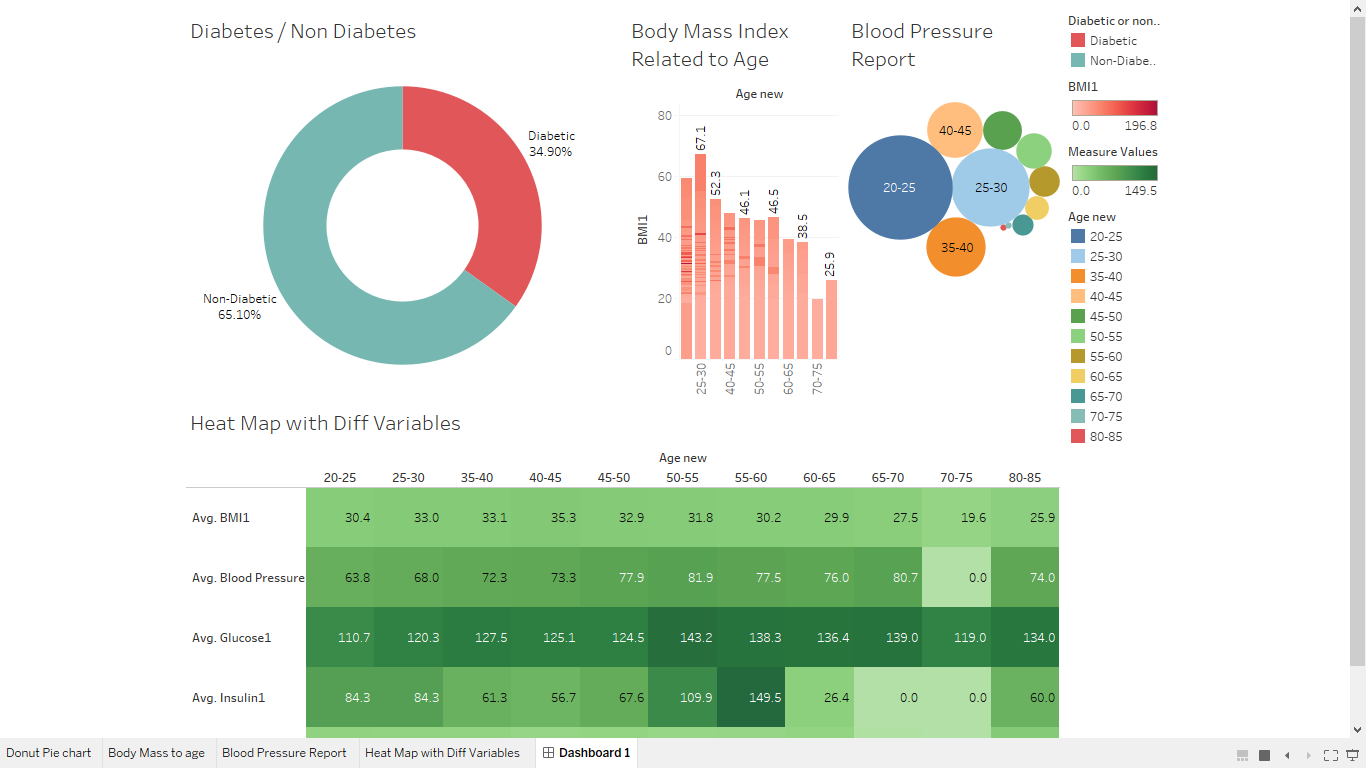 Diabetes / Non Diabetes
Diabetic
34.90%
Non-Diabetic
65.10%
Body Mass Index
Related to Age
Age new
BMI1
80
60
40
20
0
67.1
52.3
46.1
46.5
38.5
25.9
25-30
40-45
50-55
60-65
70-75
Blood Pressure
Report
40-45
20-25
25-30
35-40
Diabetic or non..
Diabetic
Non-Diabe..
BMI1
0.0 196.8
Measure Values
0.0 149.5
Age new
20-25
25-30
35-40
40-45
45-50
50-55
55-60
60-65
65-70
70-75
80-85
Heat Map with Diff Variables
Age new
20-25 25-30 35-40 40-45 45-50 50-55 55-60 60-65 65-70 70-75 80-85
Avg. BMI1 30.4 33.0 33.1 35.3 32.9 31.8 30.2 29.9 27.5 19.6 25.9
Avg. Blood Pressure 63.8 68.0 72.3 73.3 77.9 81.9 77.5 76.0 80.7 0.0 74.0
Avg. Glucose1 110.7 120.3 127.5 125.1 124.5 143.2 138.3 136.4 139.0 119.0 134.0
Avg. Insulin1 84.3 84.3 61.3 56.7 67.6 109.9 149.5 26.4 0.0 0.0 60.0
Donut Pie chart Body Mass to age Blood Pressure Report Heat Map with Diff Variables Dashboard 1